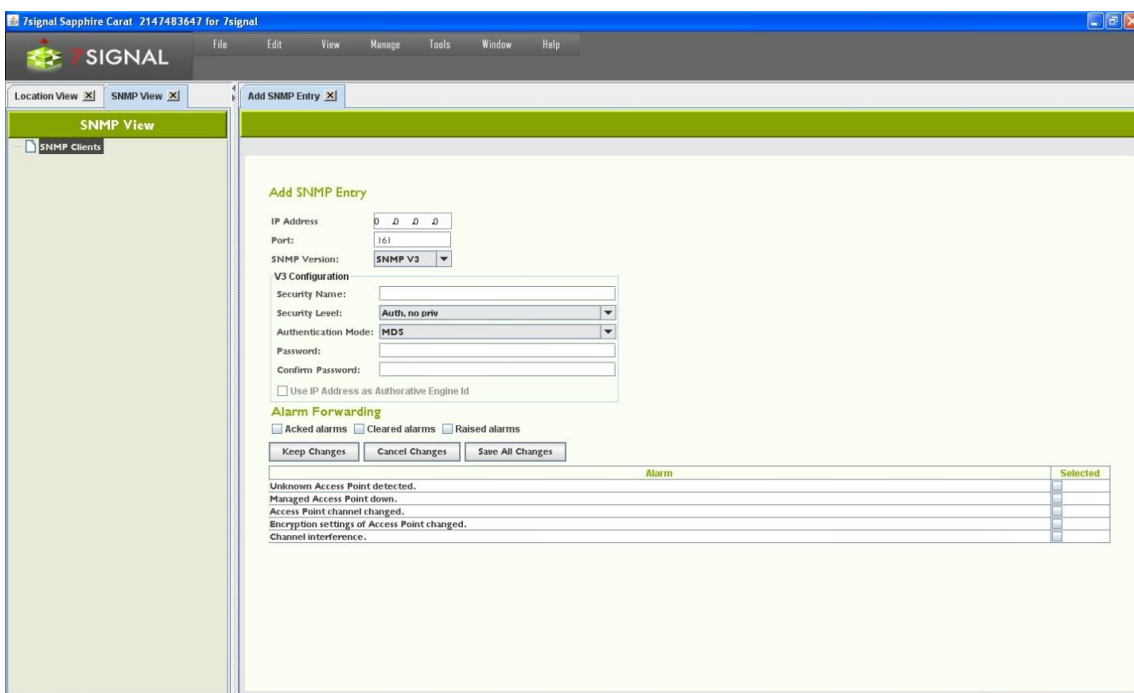 7signal Sapphire Carat 2147483647 for 7signal
7SIGNAL
File Edit View Manage Tools Window Help
Location View SNMP View Add SNMP Entry
SNMP View
SNMP Clients
Add SNMP Entry
IP Address 0 .0 .0 .0
Port: 161
SNMP Version: SNMP V3
V3 Configuration
Security Name:
Security Level: Auth, no priv
Authentication Mode: MD5
Password:
Confirm Password:
Use IP Address as Authorative Engine Id
Alarm Forwarding
Acked alarms Cleared alarms Raised alarms
Keep Changes Cancel Changes Save All Changes
Alarm Selected
Unknown Access Point detected.
Managed Access Point down.
Access Point channel changed.
Encryption settings of Access Point changed.
Channel interference.